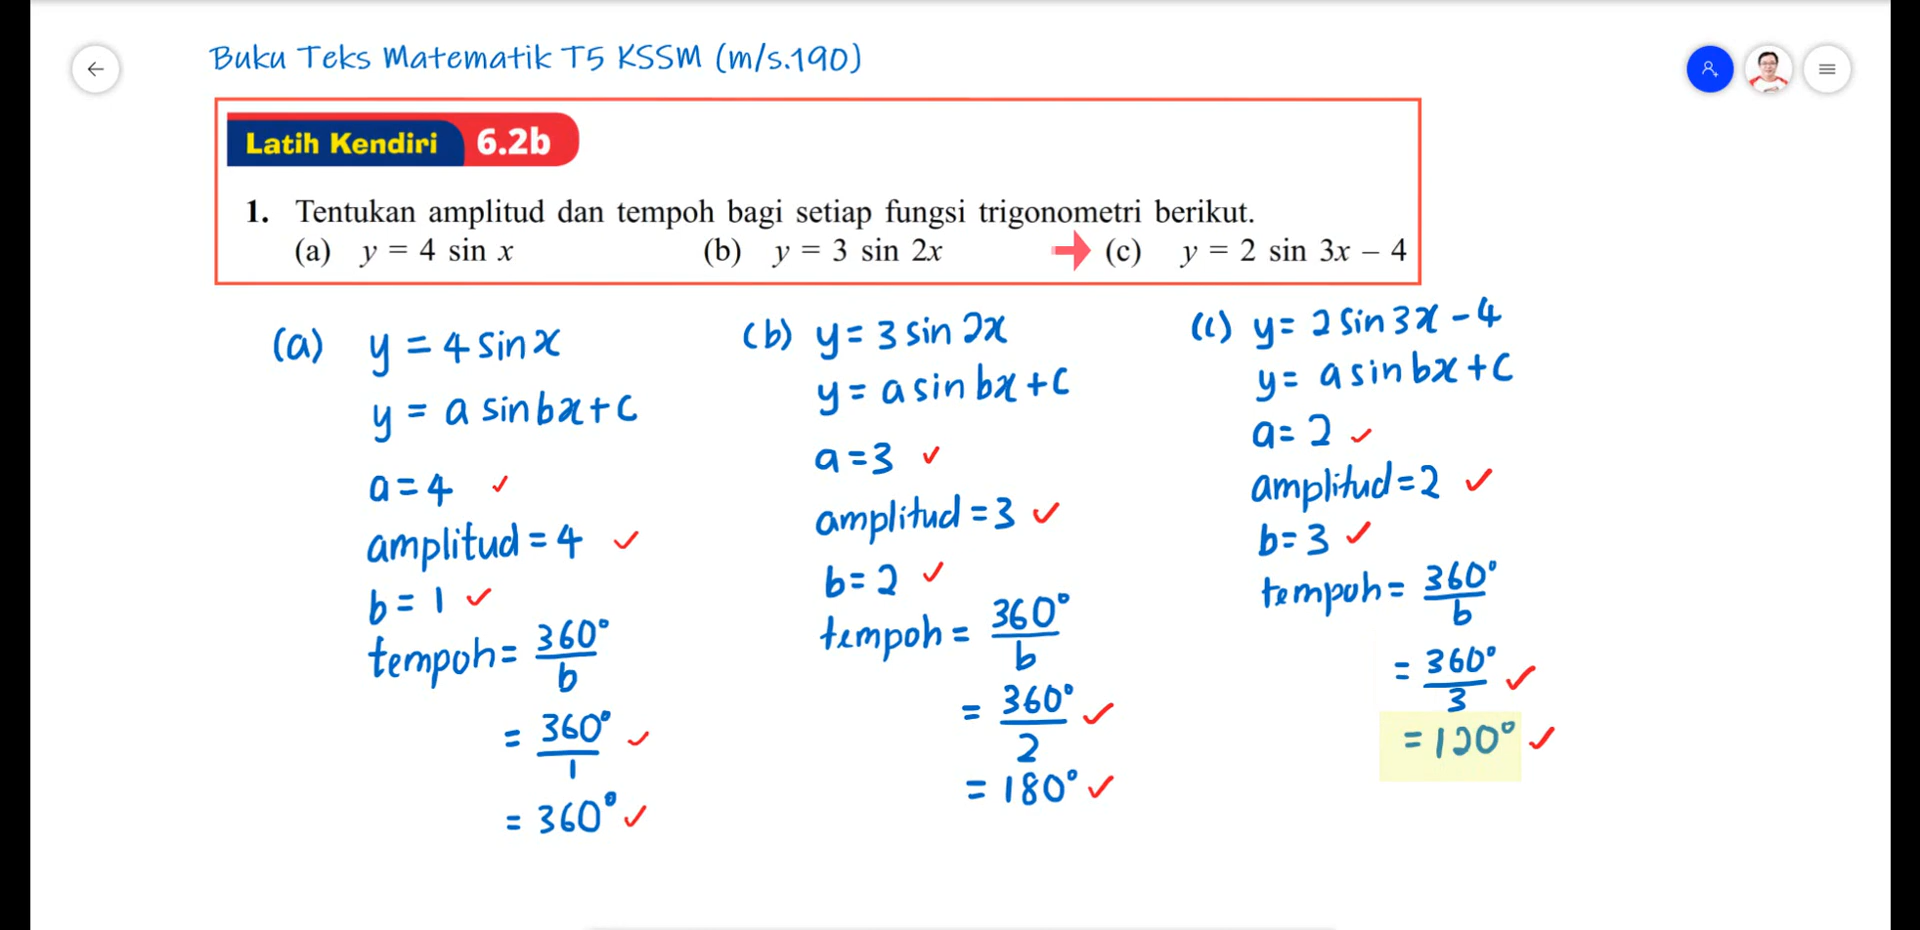 Buku Teks Matematik T5 KSSM (m/s.190)
Latih Kendiri 6.2b
1. Tentukan amplitud dan tempoh bagi setiap fungsi trigonometri berikut.
(a) y = 4 sin x (b) y = 3 sin 2x (c) y = 2 sin 3x – 4
(a) y = 4 sin x
y = a sin bx + c
a = 4 ✓
amplitud = 4 ✓
b = 1 ✓
tempoh = 360°/b
= 360°/1 ✓
= 360° ✓
(b) y = 3 sin 2x
y = a sin bx + c
a = 3 ✓
amplitud = 3 ✓
b = 2 ✓
tempoh = 360°/b
= 360°/2 ✓
= 180° ✓
(c) y = 2 sin 3x - 4
y = a sin bx + c
a = 2 ✓
amplitud = 2 ✓
b = 3 ✓
tempoh = 360°/b
= 360°/3 ✓
= 120° ✓